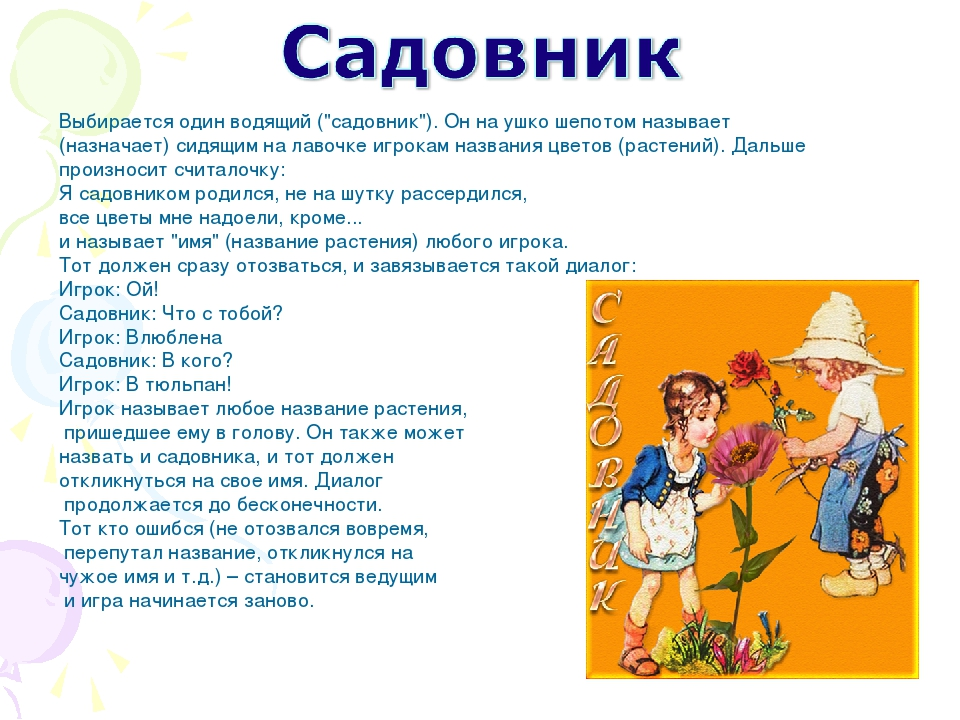 Садовник
Выбирается один водящий ("садовник"). Он на ушко шепотом называет
(назначает) сидящим на лавочке игрокам названия цветов (растений). Дальше
произносит считалочку:
Я садовником родился, не на шутку рассердился,
все цветы мне надоели, кроме...
и называет "имя" (название растения) любого игрока.
Тот должен сразу отозваться, и завязывается такой диалог:
Игрок: Ой!
Садовник: Что с тобой?
Игрок: Влюблена
Садовник: В кого?
Игрок: В тюльпан!
Игрок называет любое название растения,
пришедшее ему в голову. Он также может
назвать и садовника, и тот должен
откликнуться на свое имя. Диалог
продолжается до бесконечности.
Тот кто ошибся (не отозвался вовремя,
перепутал название, откликнулся на
чужое имя и т.д.) – становится ведущим
и игра начинается заново.
САДОВНИК